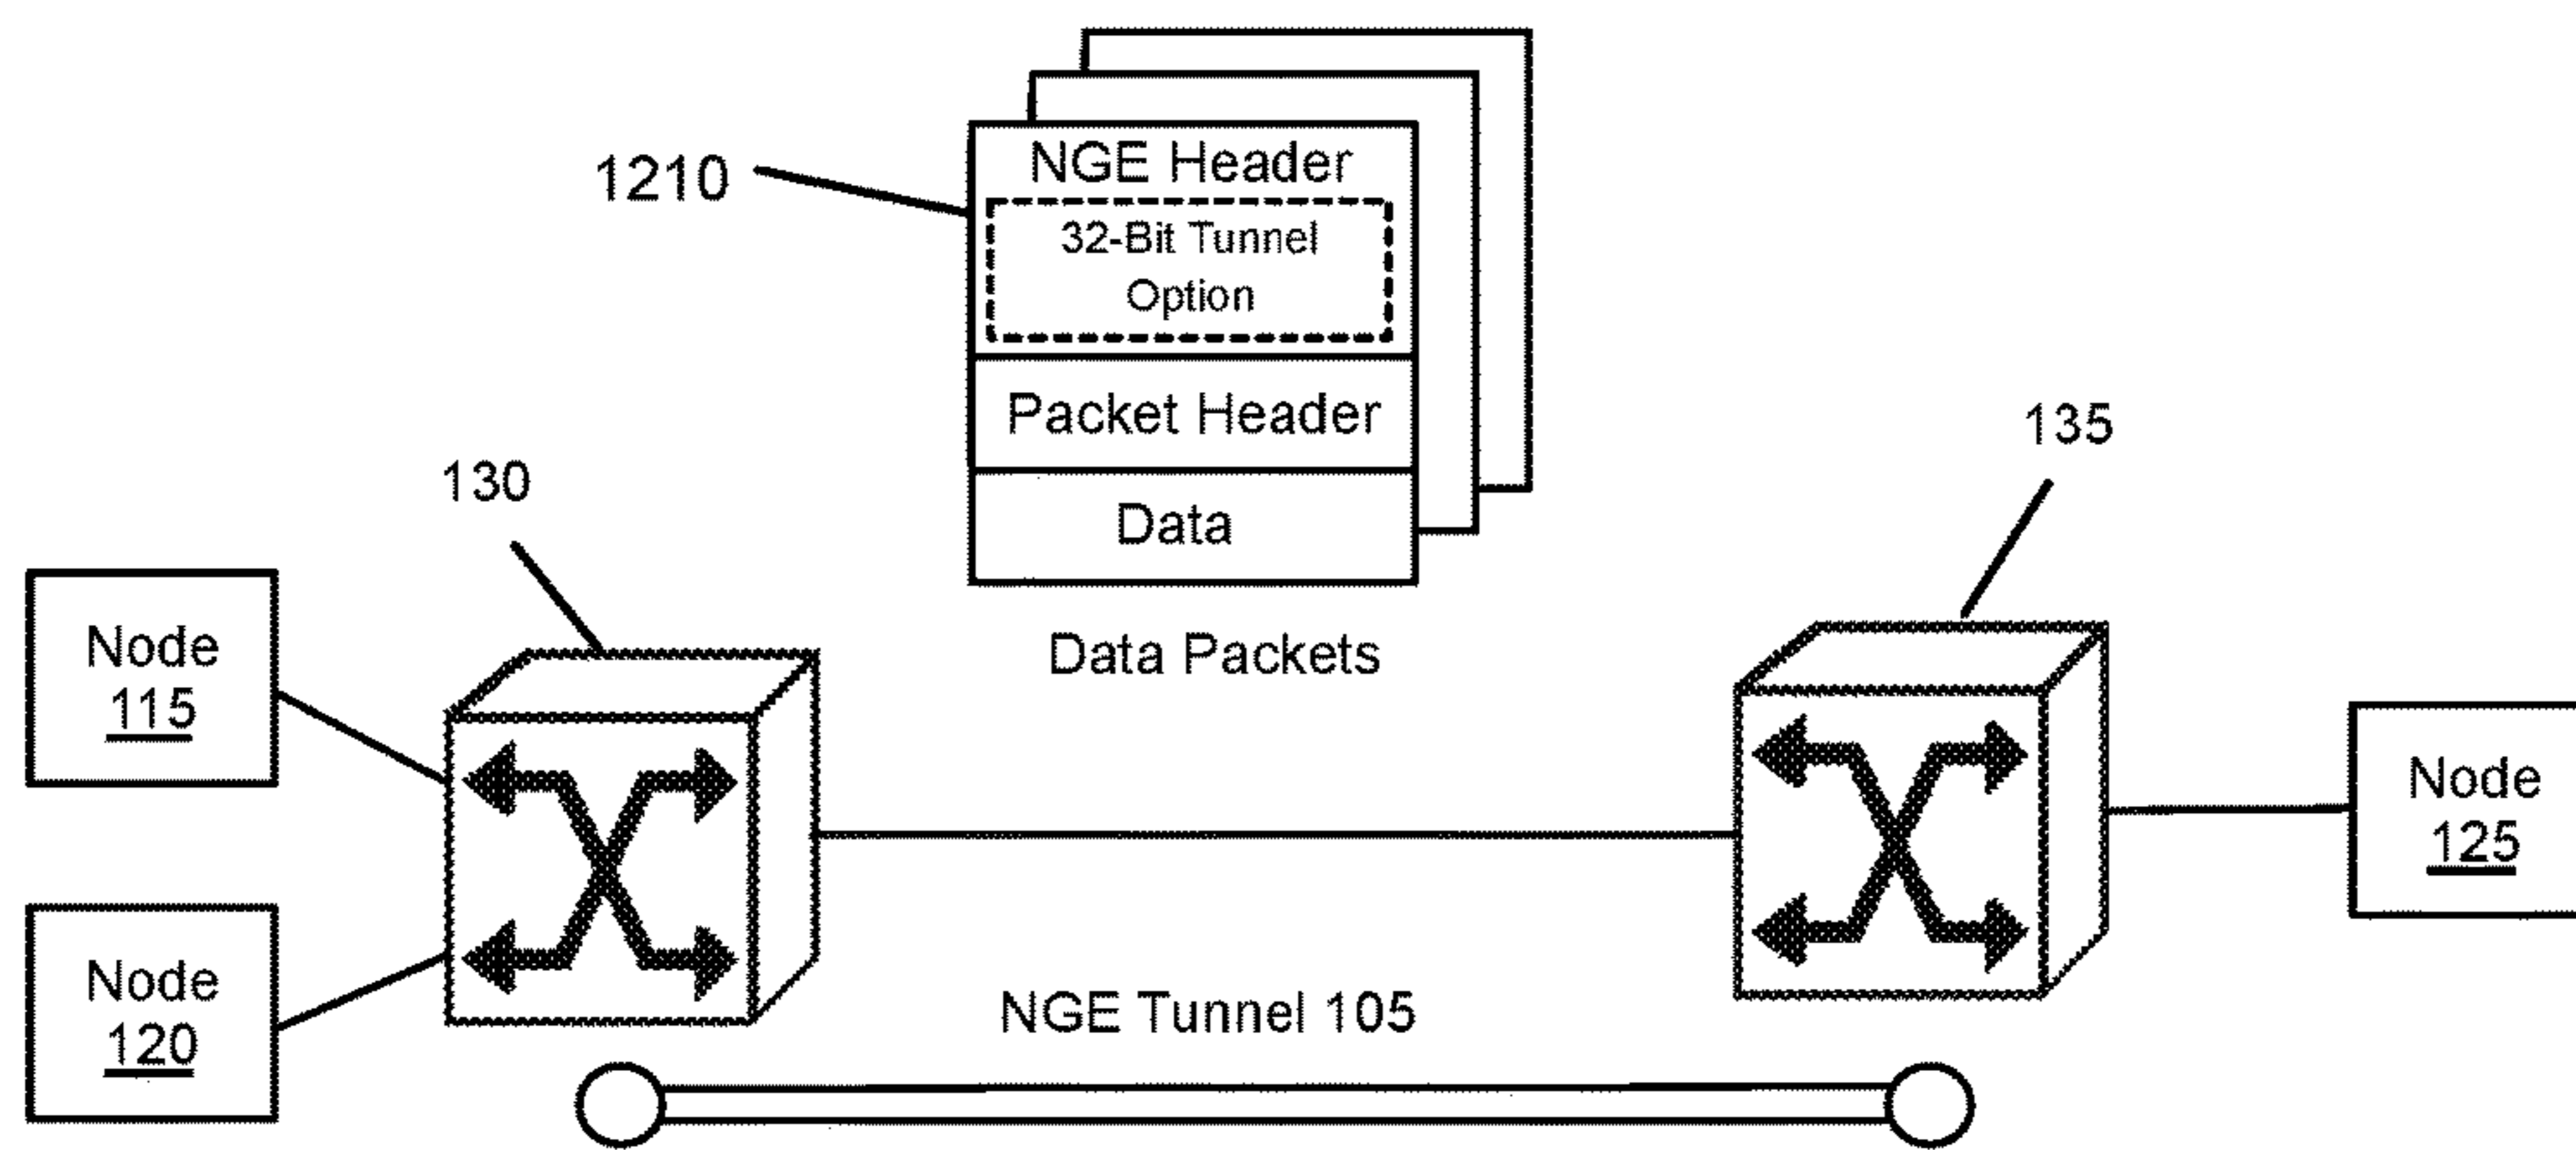 1210
NGE Header
32-Bit Tunnel
Option
Packet Header
Data
Data Packets
130
135
Node
115
Node
120
Node
125
NGE Tunnel 105